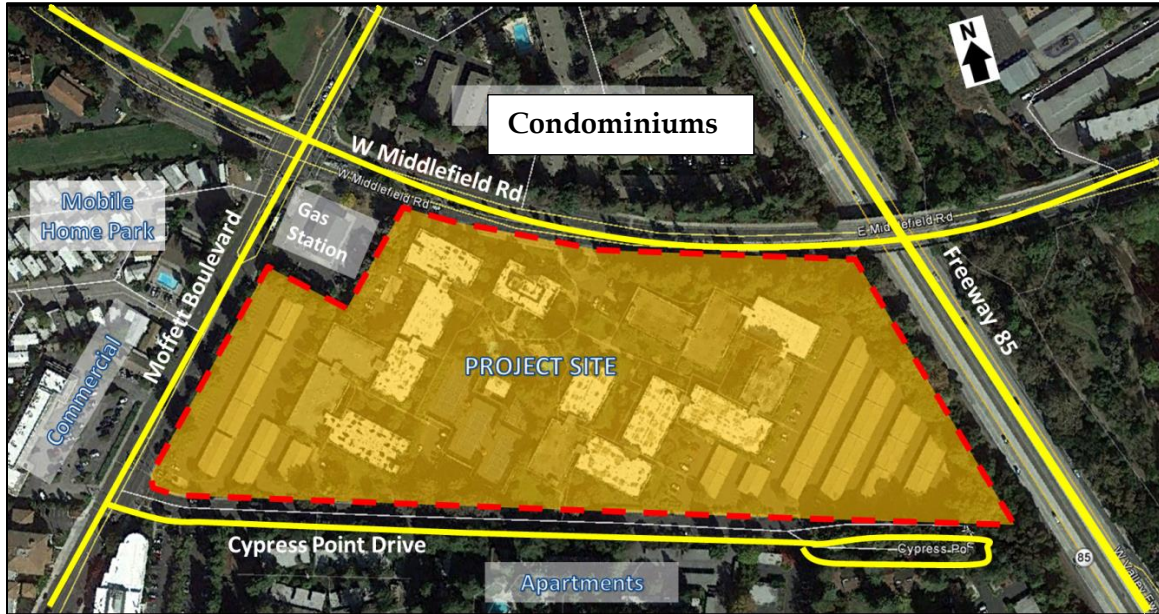 N
Condominiums
W Middlefield Rd
W Middlefield Rd
Mobile
Home Park
Gas
Station
E Middlefield Rd
Moffett Boulevard
Freeway 85
Commercial
PROJECT SITE
Cypress Point Drive
Cypress Po
85
Apartments